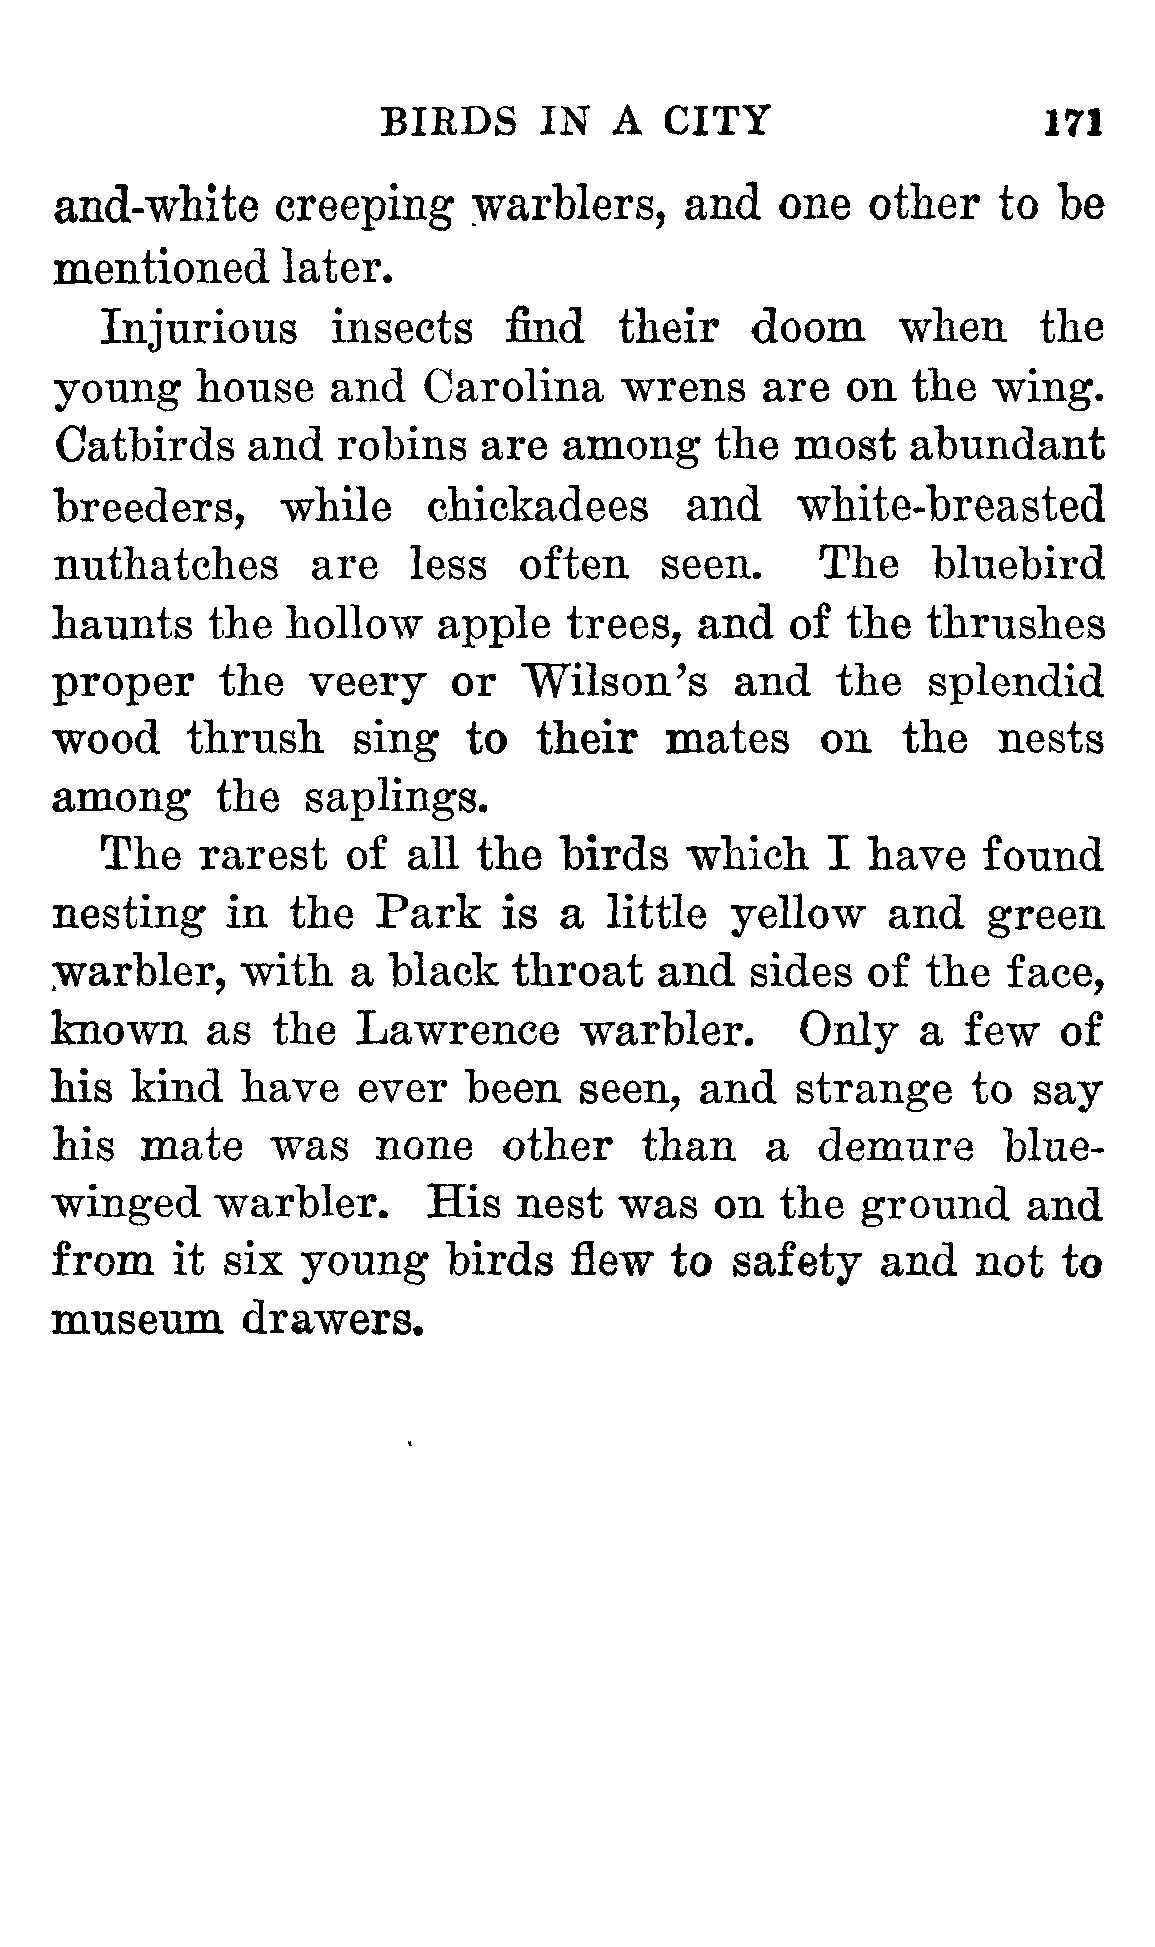 BIRDS IN A CITY 171
and-white creeping warblers, and one other to be
mentioned later.
Injurious insects find their doom when the
young house and Carolina wrens are on the wing.
Catbirds and robins are among the most abundant
breeders, while chickadees and white-breasted
nuthatches are less often seen. The bluebird
haunts the hollow apple trees, and of the thrushes
proper the veery or Wilson's and the splendid
wood thrush sing to their mates on the nests
among the saplings.
The rarest of all the birds which I have found
nesting in the Park is a little yellow and green
warbler, with a black throat and sides of the face,
known as the Lawrence warbler. Only a few of
his kind have ever been seen, and strange to say
his mate was none other than a demure blue-
winged warbler. His nest was on the ground and
from it six young birds flew to safety and not to
museum drawers.